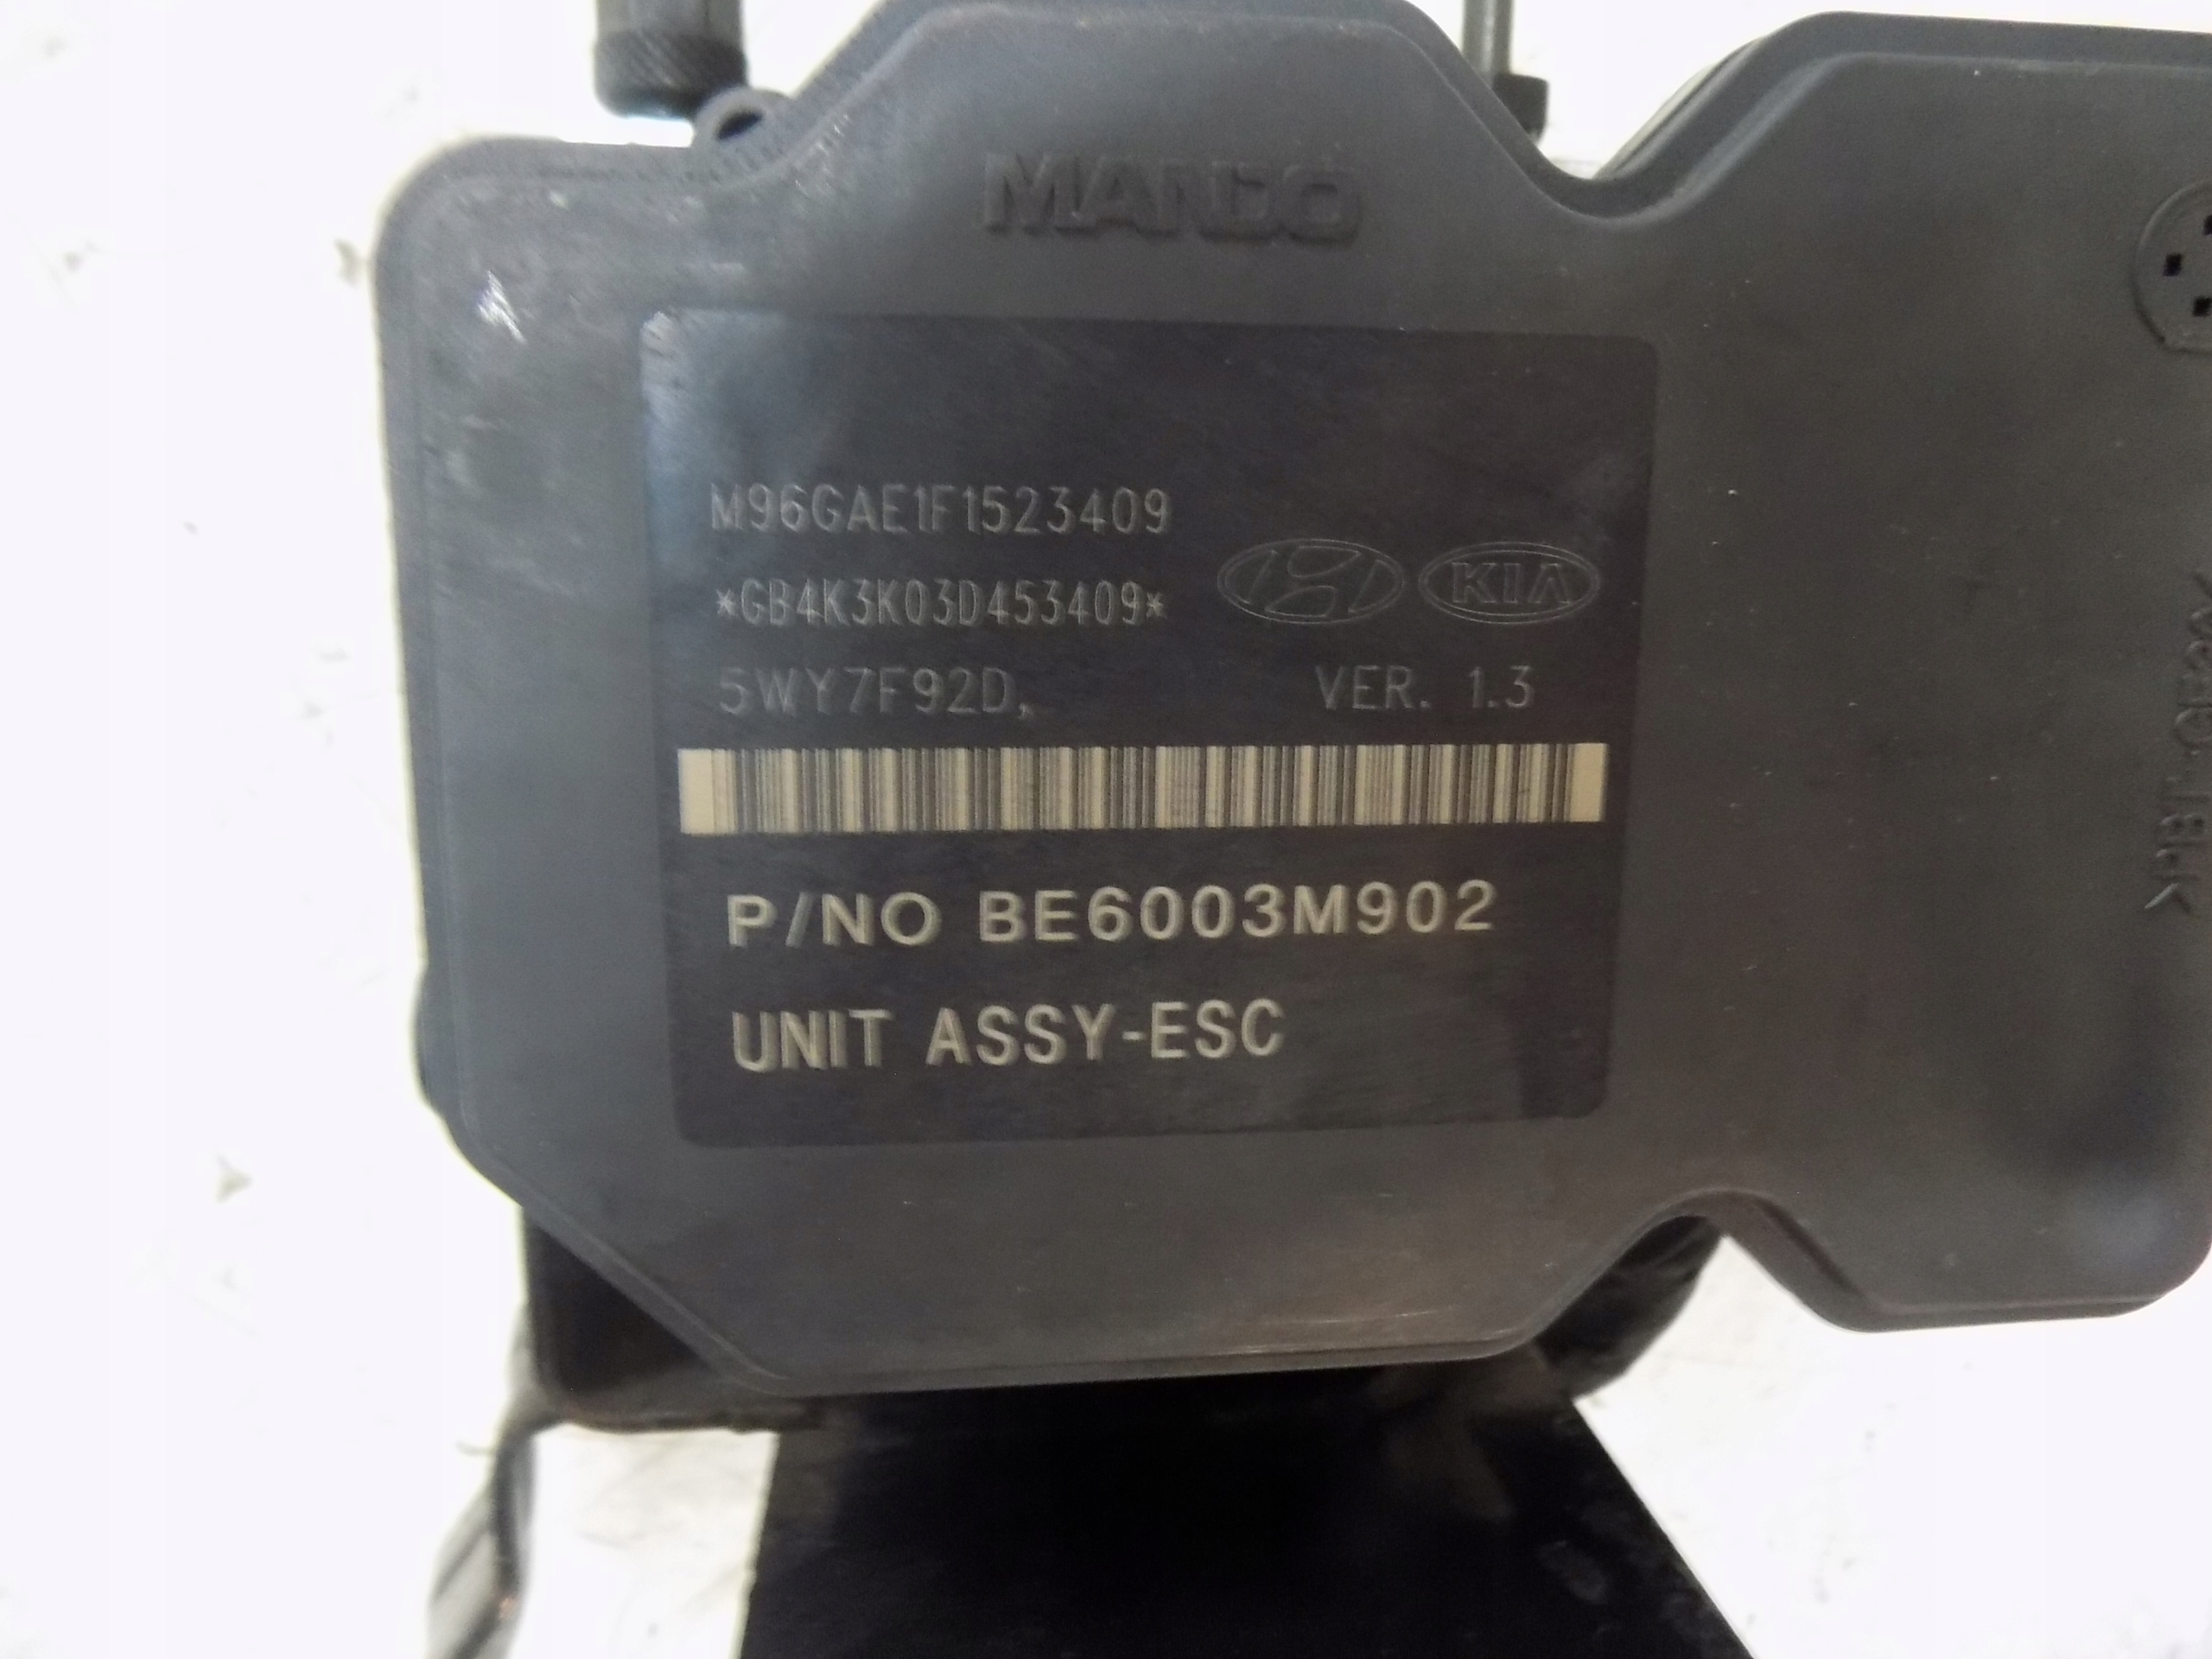 MANDO
M96GAE1F1523409
*GB4K3K03D453409*
KIA
5WY7F92D, VER. 1.3
P/NO BE6003M902
UNIT ASSY-ESC